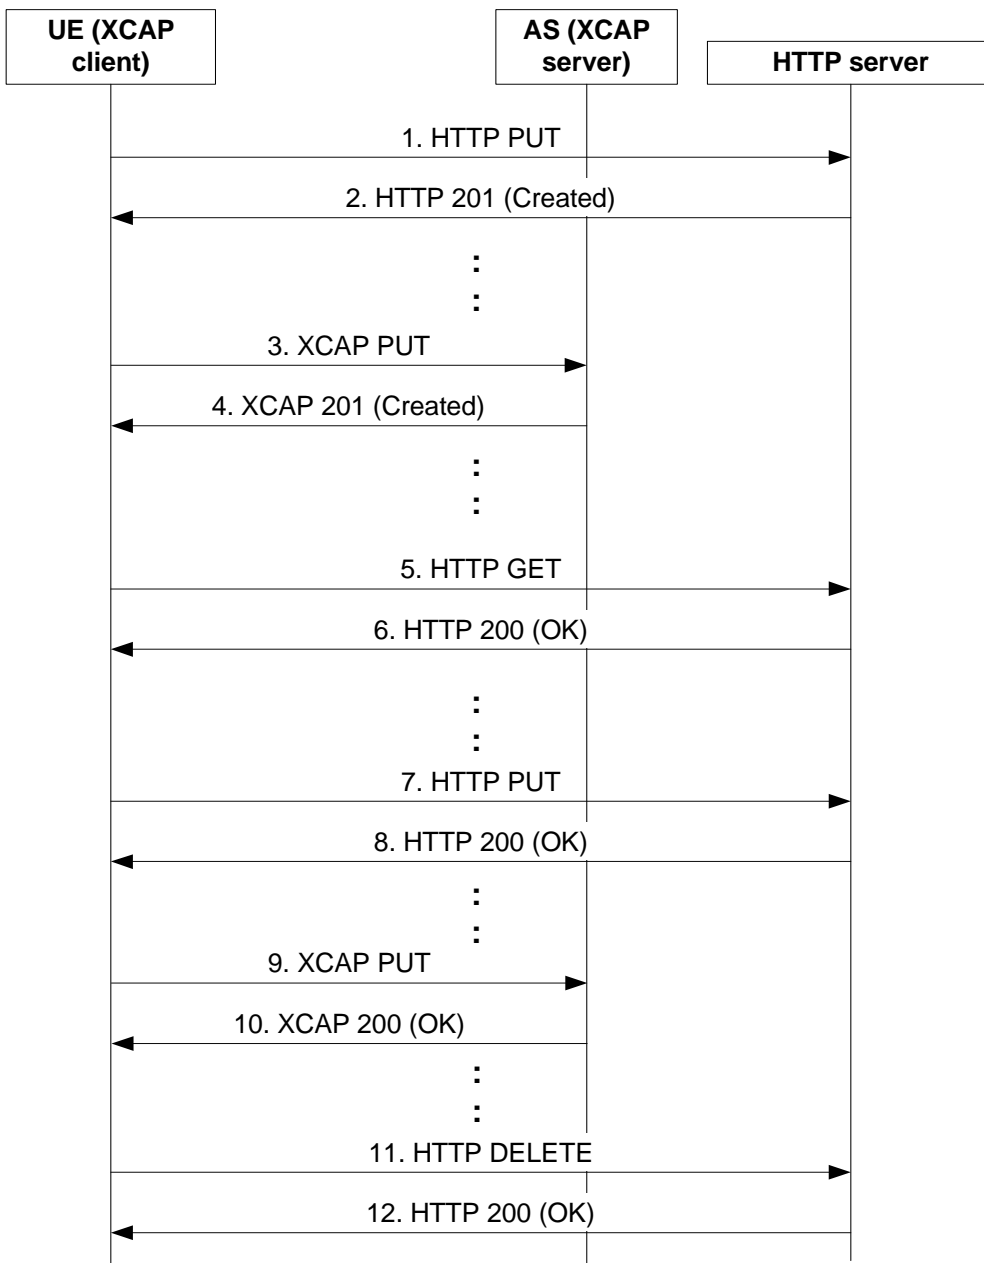 UE (XCAP
client)
AS (XCAP
server)
HTTP server
1. HTTP PUT
2. HTTP 201 (Created)
:
:
3. XCAP PUT
4. XCAP 201 (Created)
:
:
5. HTTP GET
6. HTTP 200 (OK)
:
:
7. HTTP PUT
8. HTTP 200 (OK)
:
:
9. XCAP PUT
10. XCAP 200 (OK)
:
:
11. HTTP DELETE
12. HTTP 200 (OK)